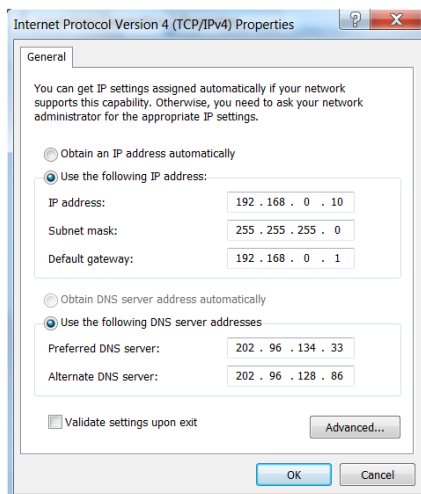 Internet Protocol Version 4 (TCP/IPv4) Properties
General
You can get IP settings assigned automatically if your network
supports this capability. Otherwise, you need to ask your network
administrator for the appropriate IP settings.
Obtain an IP address automatically
Use the following IP address:
IP address: 192 . 168 . 0 . 10
Subnet mask: 255 . 255 . 255 . 0
Default gateway: 192 . 168 . 0 . 1
Obtain DNS server address automatically
Use the following DNS server addresses
Preferred DNS server: 202 . 96 . 134 . 33
Alternate DNS server: 202 . 96 . 128 . 86
Validate settings upon exit
Advanced...
OK Cancel